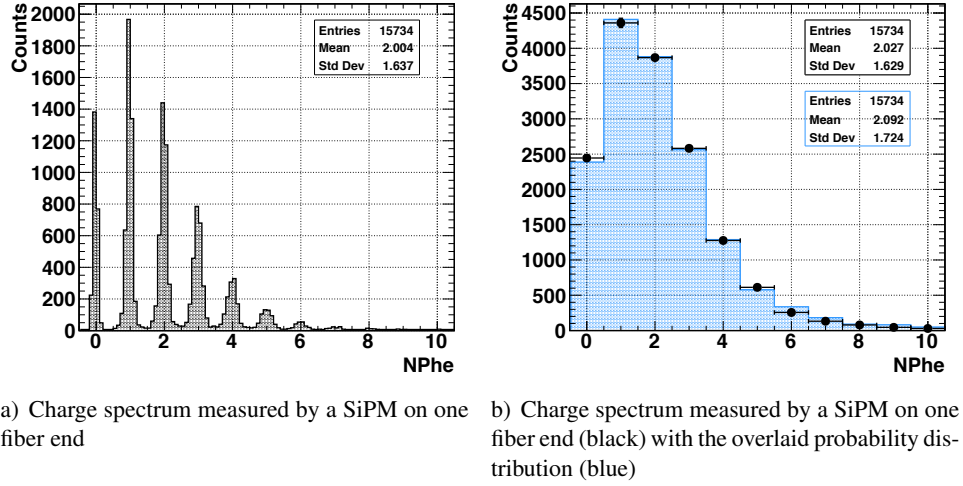 Counts
2000
1800
1600
1400
1200
1000
800
600
400
200
0
0 2 4 6 8 10
NPhe
Entries 15734
Mean 2.004
Std Dev 1.637
Counts
4500
4000
3500
3000
2500
2000
1500
1000
500
0
0 2 4 6 8 10
NPhe
Entries 15734
Mean 2.027
Std Dev 1.629
Entries 15734
Mean 2.092
Std Dev 1.724
a) Charge spectrum measured by a SiPM on one
fiber end
b) Charge spectrum measured by a SiPM on one
fiber end (black) with the overlaid probability dis-
tribution (blue)